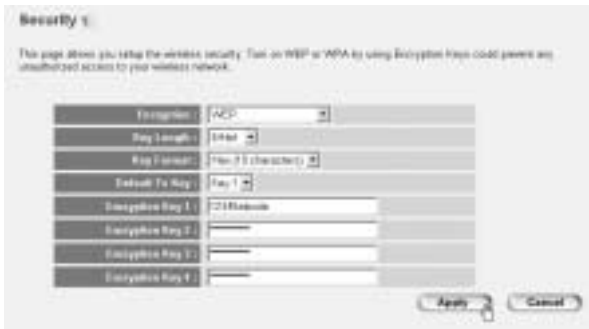 Security
This page allows you setup the wireless security. Turn on WEP or WPA by using Encryption Keys could prevent any
unauthorized access to your wireless network.
Encryption : WEP
Key Length : 64-bit
Key Format : Hex (10 characters)
Default Tx Key : Key 1
Encryption Key 1 :
Encryption Key 2 : **********
Encryption Key 3 : **********
Encryption Key 4 : **********
Apply Cancel